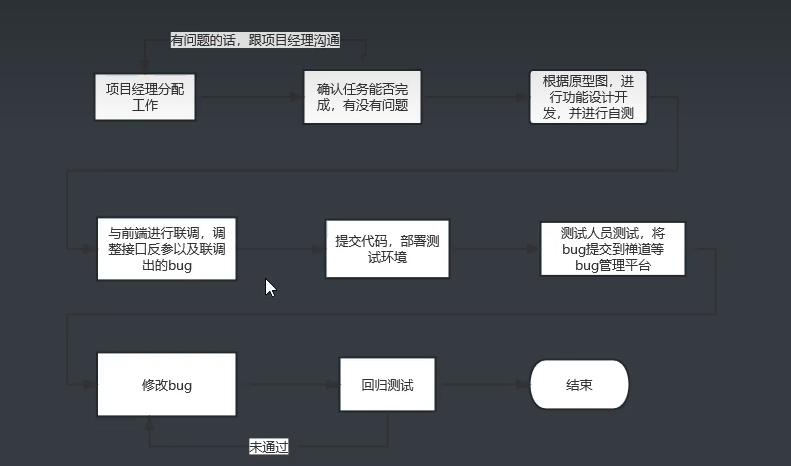 有问题的话，跟项目经理沟通
项目经理分配
工作
确认任务能否完
成，有没有问题
根据原型图，进
行功能设计开
发，并进行自测
与前端进行联调，调
整接口反参以及联调
出的bug
提交代码，部署测
试环境
测试人员测试，将
bug提交到禅道等
bug管理平台
修改bug
回归测试
结束
未通过